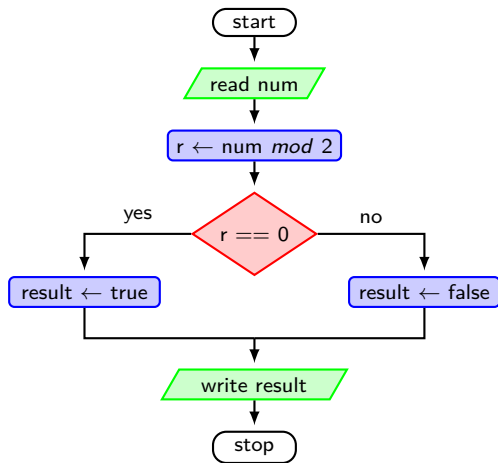 start
read num
r ← num mod 2
yes
no
r == 0
result ← true
result ← false
write result
stop